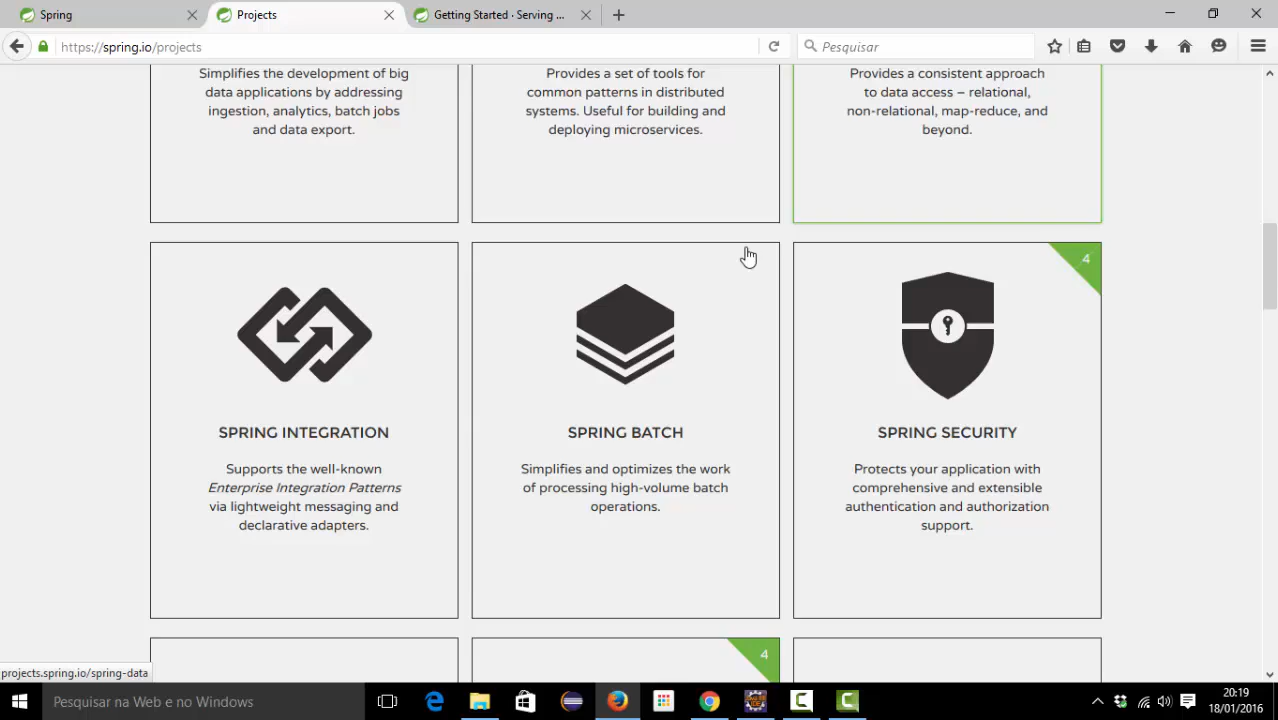 Spring
Projects
Getting Started · Serving ...
https://spring.io/projects
Pesquisar
Simplifies the development of big
data applications by addressing
ingestion, analytics, batch jobs
and data export.
Provides a set of tools for
common patterns in distributed
systems. Useful for building and
deploying microservices.
Provides a consistent approach
to data access – relational,
non-relational, map-reduce, and
beyond.
SPRING INTEGRATION
Supports the well-known
Enterprise Integration Patterns
via lightweight messaging and
declarative adapters.
SPRING BATCH
Simplifies and optimizes the work
of processing high-volume batch
operations.
4
SPRING SECURITY
Protects your application with
comprehensive and extensible
authentication and authorization
support.
4
projects.spring.io/spring-data
Pesquisar na Web e no Windows
20:19
18/01/2016